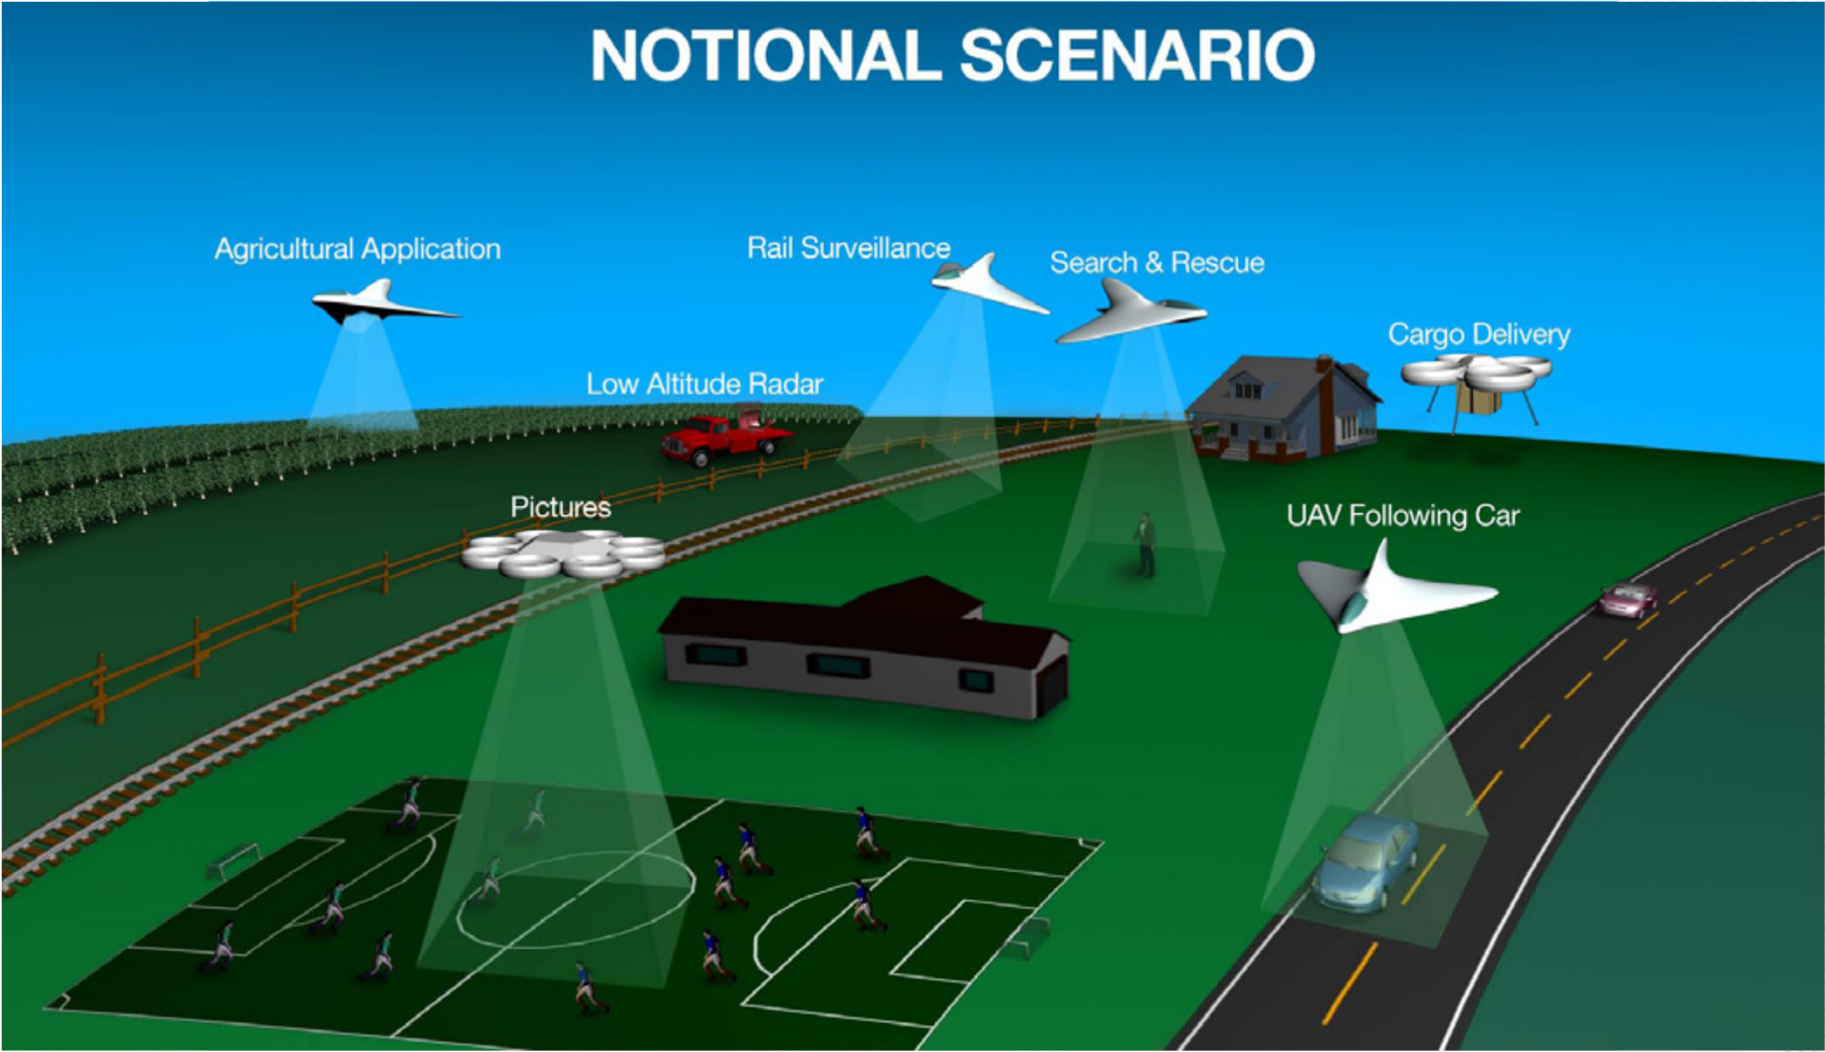 NOTIONAL SCENARIO
Agricultural Application
Rail Surveillance
Search & Rescue
Cargo Delivery
Low Altitude Radar
Pictures
UAV Following Car